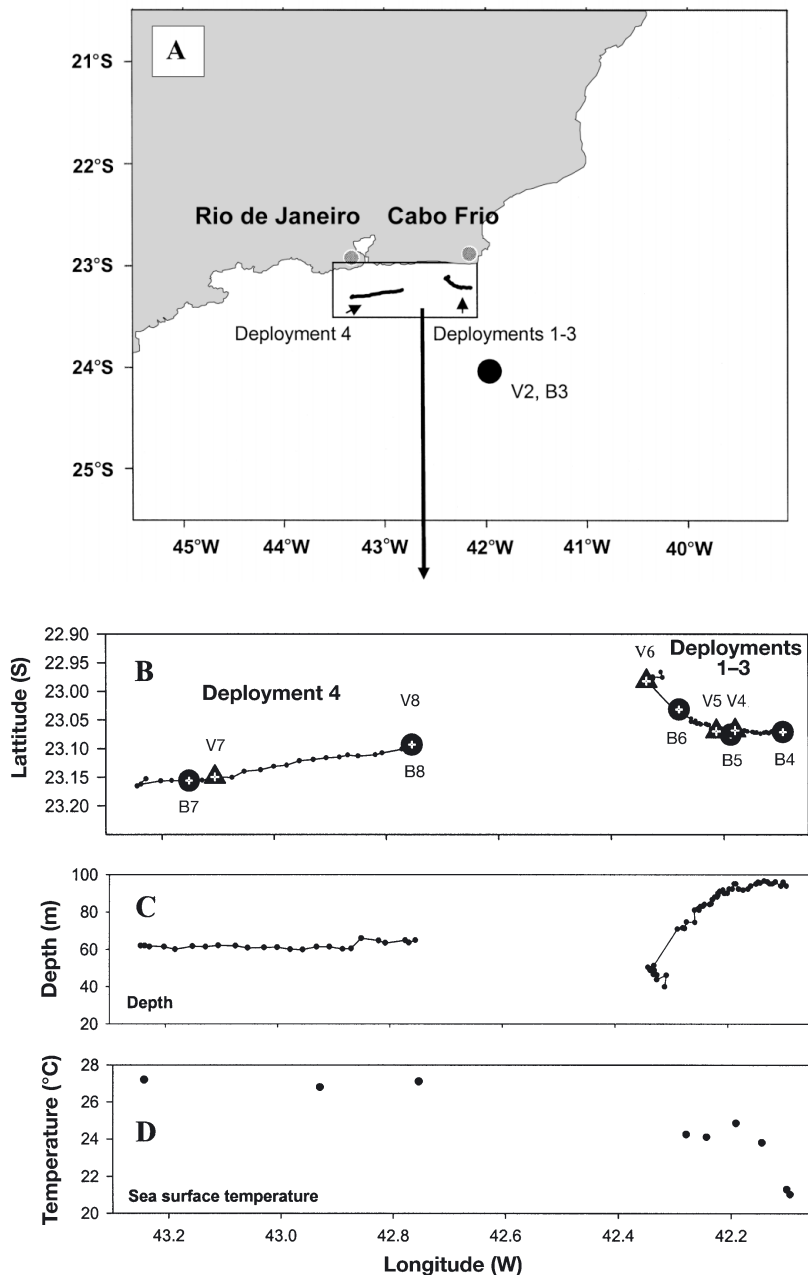 A
21°S
22°S
23°S
24°S
25°S
Rio de Janeiro Cabo Frio
Deployment 4
Deployments 1-3
V2, B3
45°W 44°W 43°W 42°W 41°W 40°W
B
Lattitude (S)
22.90
22.95
23.00
23.05
23.10
23.15
23.20
Deployment 4
V8
V7
B7
B8
V6
Deployments
1–3
V5 V4
B6
B5
B4
C
Depth (m)
100
80
60
40
20
Depth
D
Temperature (°C)
28
26
24
22
20
Sea surface temperature
43.2 43.0 42.8 42.6 42.4 42.2
Longitude (W)